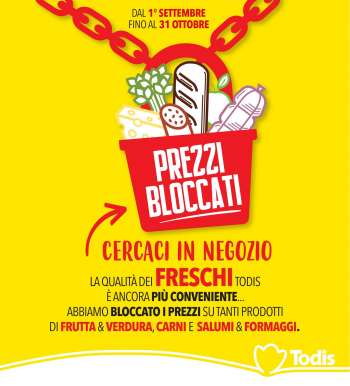 DAL 1° SETTEMBRE
FINO AL 31 OTTOBRE
PREZZI
BLOCCATI
CERCACI IN NEGOZIO
LA QUALITÀ DEI FRESCHI TODIS
È ANCORA PIÙ CONVENIENTE...
ABBIAMO BLOCCATO I PREZZI SU TANTI PRODOTTI
DI FRUTTA & VERDURA, CARNI E SALUMI & FORMAGGI.
Todis